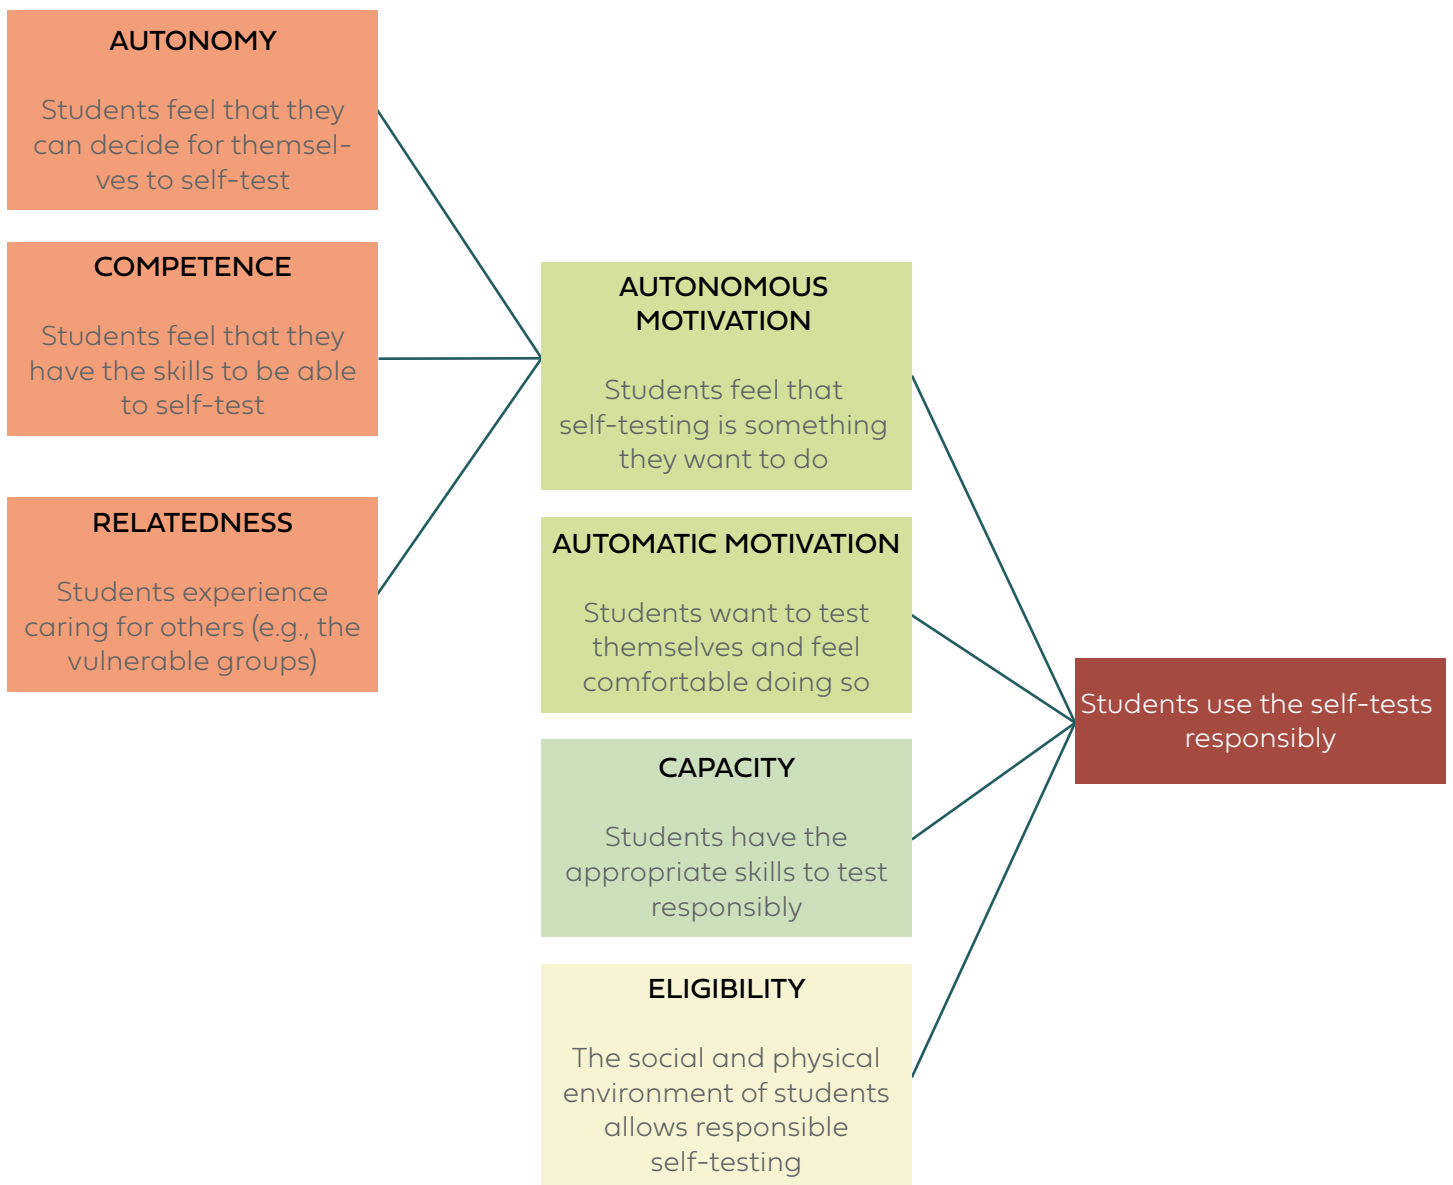 AUTONOMY
Students feel that they
can decide for themsel-
ves to self-test
COMPETENCE
Students feel that they
have the skills to be able
to self-test
RELATEDNESS
Students experience
caring for others (e.g., the
vulnerable groups)
AUTONOMOUS
MOTIVATION
Students feel that
self-testing is something
they want to do
AUTOMATIC MOTIVATION
Students want to test
themselves and feel
comfortable doing so
CAPACITY
Students have the
appropriate skills to test
responsibly
ELIGIBILITY
The social and physical
environment of students
allows responsible
self-testing
Students use the self-tests
responsibly